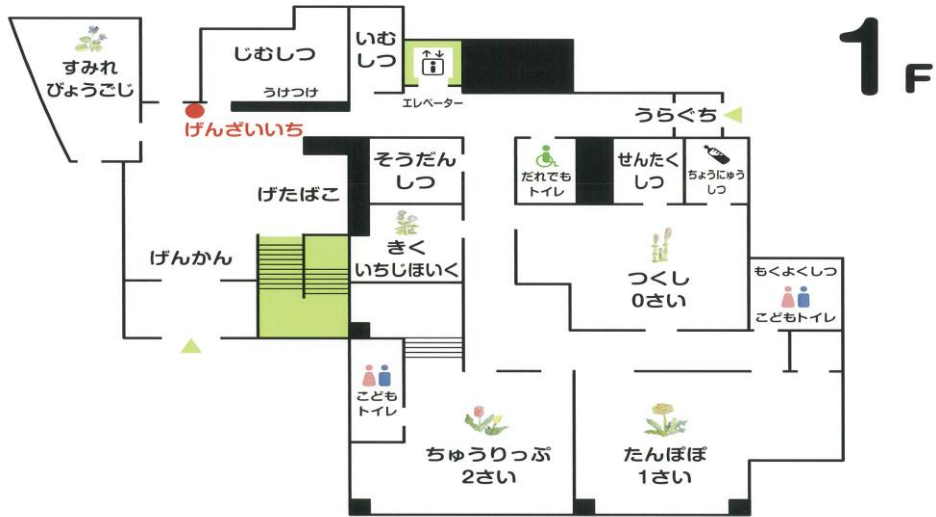 1F
すみれ
びょうごじ
じむしつ
うけつけ
いむ
しつ
エレベーター
うらぐち
げんざいいち
そうだん
しつ
だれでも
トイレ
せんたく
しつ
ちょうにゅう
しつ
げたばこ
きく
いちじほいく
げんかん
つくし
0さい
もくよくしつ
こどもトイレ
こども
トイレ
ちゅうりっぷ
2さい
たんぽぽ
1さい